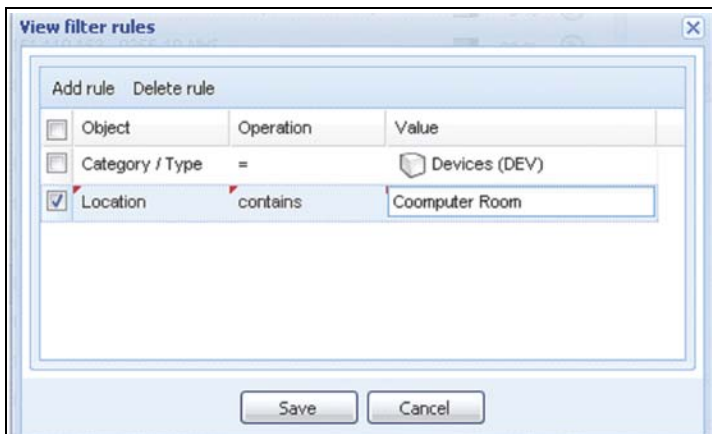 View filter rules
Add rule Delete rule
Object Operation Value
Category / Type = Devices (DEV)
Location contains Coomputer Room
Save Cancel